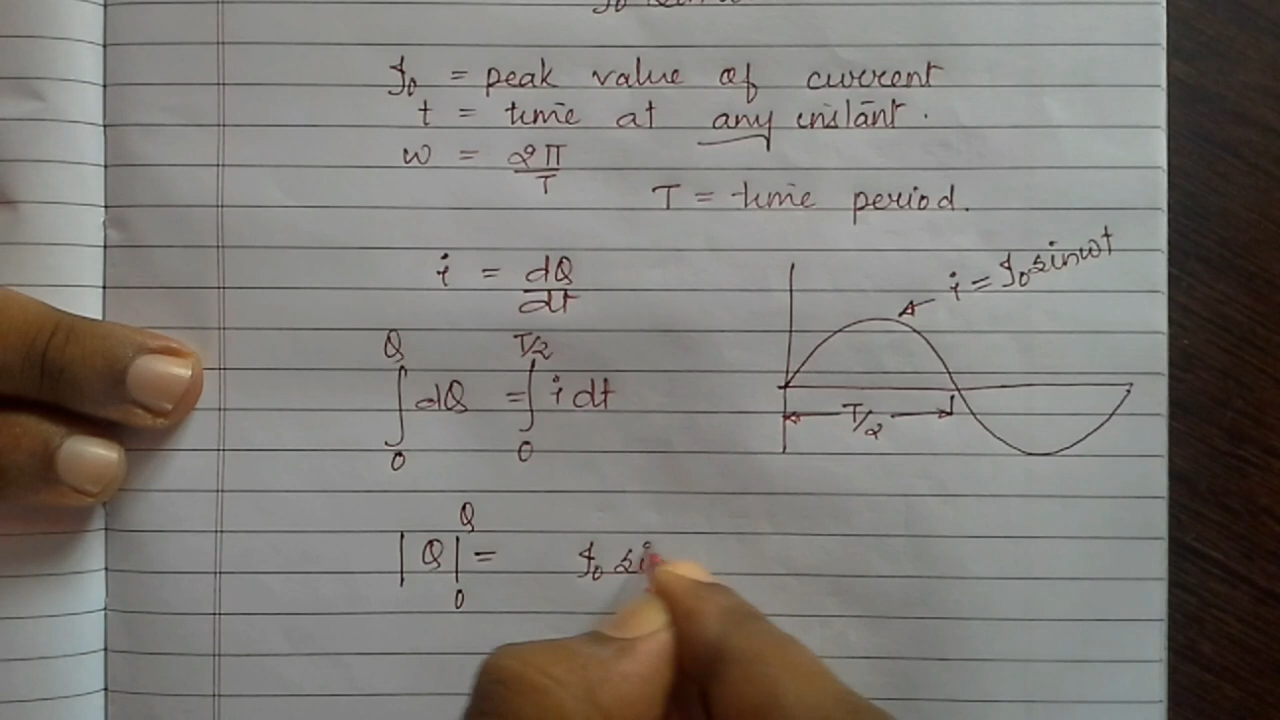 I₀ = peak value of current
t = time at any instant.
w = 2π/T
T = time period.
i = dQ/dt
i = I₀ sinwt
∫₀^Q dQ = ∫₀^T/2 i dt
T/2
|Q|₀^Q = I₀ si